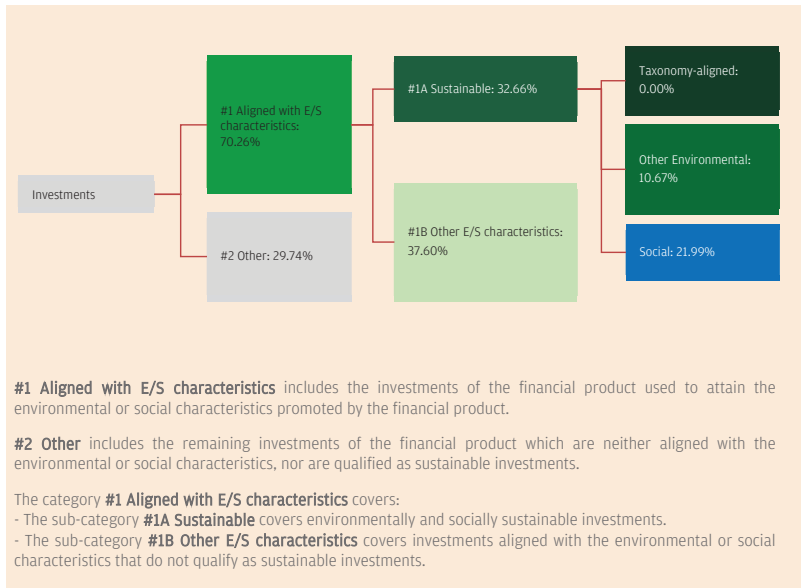 Investments
#1 Aligned with E/S
characteristics:
70.26%
#2 Other: 29.74%
#1A Sustainable: 32.66%
#1B Other E/S characteristics:
37.60%
Taxonomy-aligned:
0.00%
Other Environmental:
10.67%
Social: 21.99%
#1 Aligned with E/S characteristics includes the investments of the financial product used to attain the
environmental or social characteristics promoted by the financial product.
#2 Other includes the remaining investments of the financial product which are neither aligned with the
environmental or social characteristics, nor are qualified as sustainable investments.
The category #1 Aligned with E/S characteristics covers:
- The sub-category #1A Sustainable covers environmentally and socially sustainable investments.
- The sub-category #1B Other E/S characteristics covers investments aligned with the environmental or social
characteristics that do not qualify as sustainable investments.